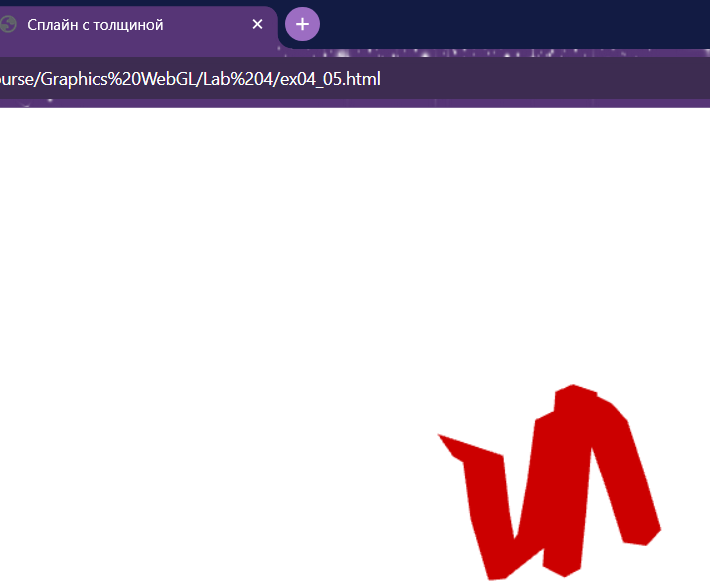 Сплайн с толщиной
urse/Graphics%20WebGL/Lab%204/ex04_05.html